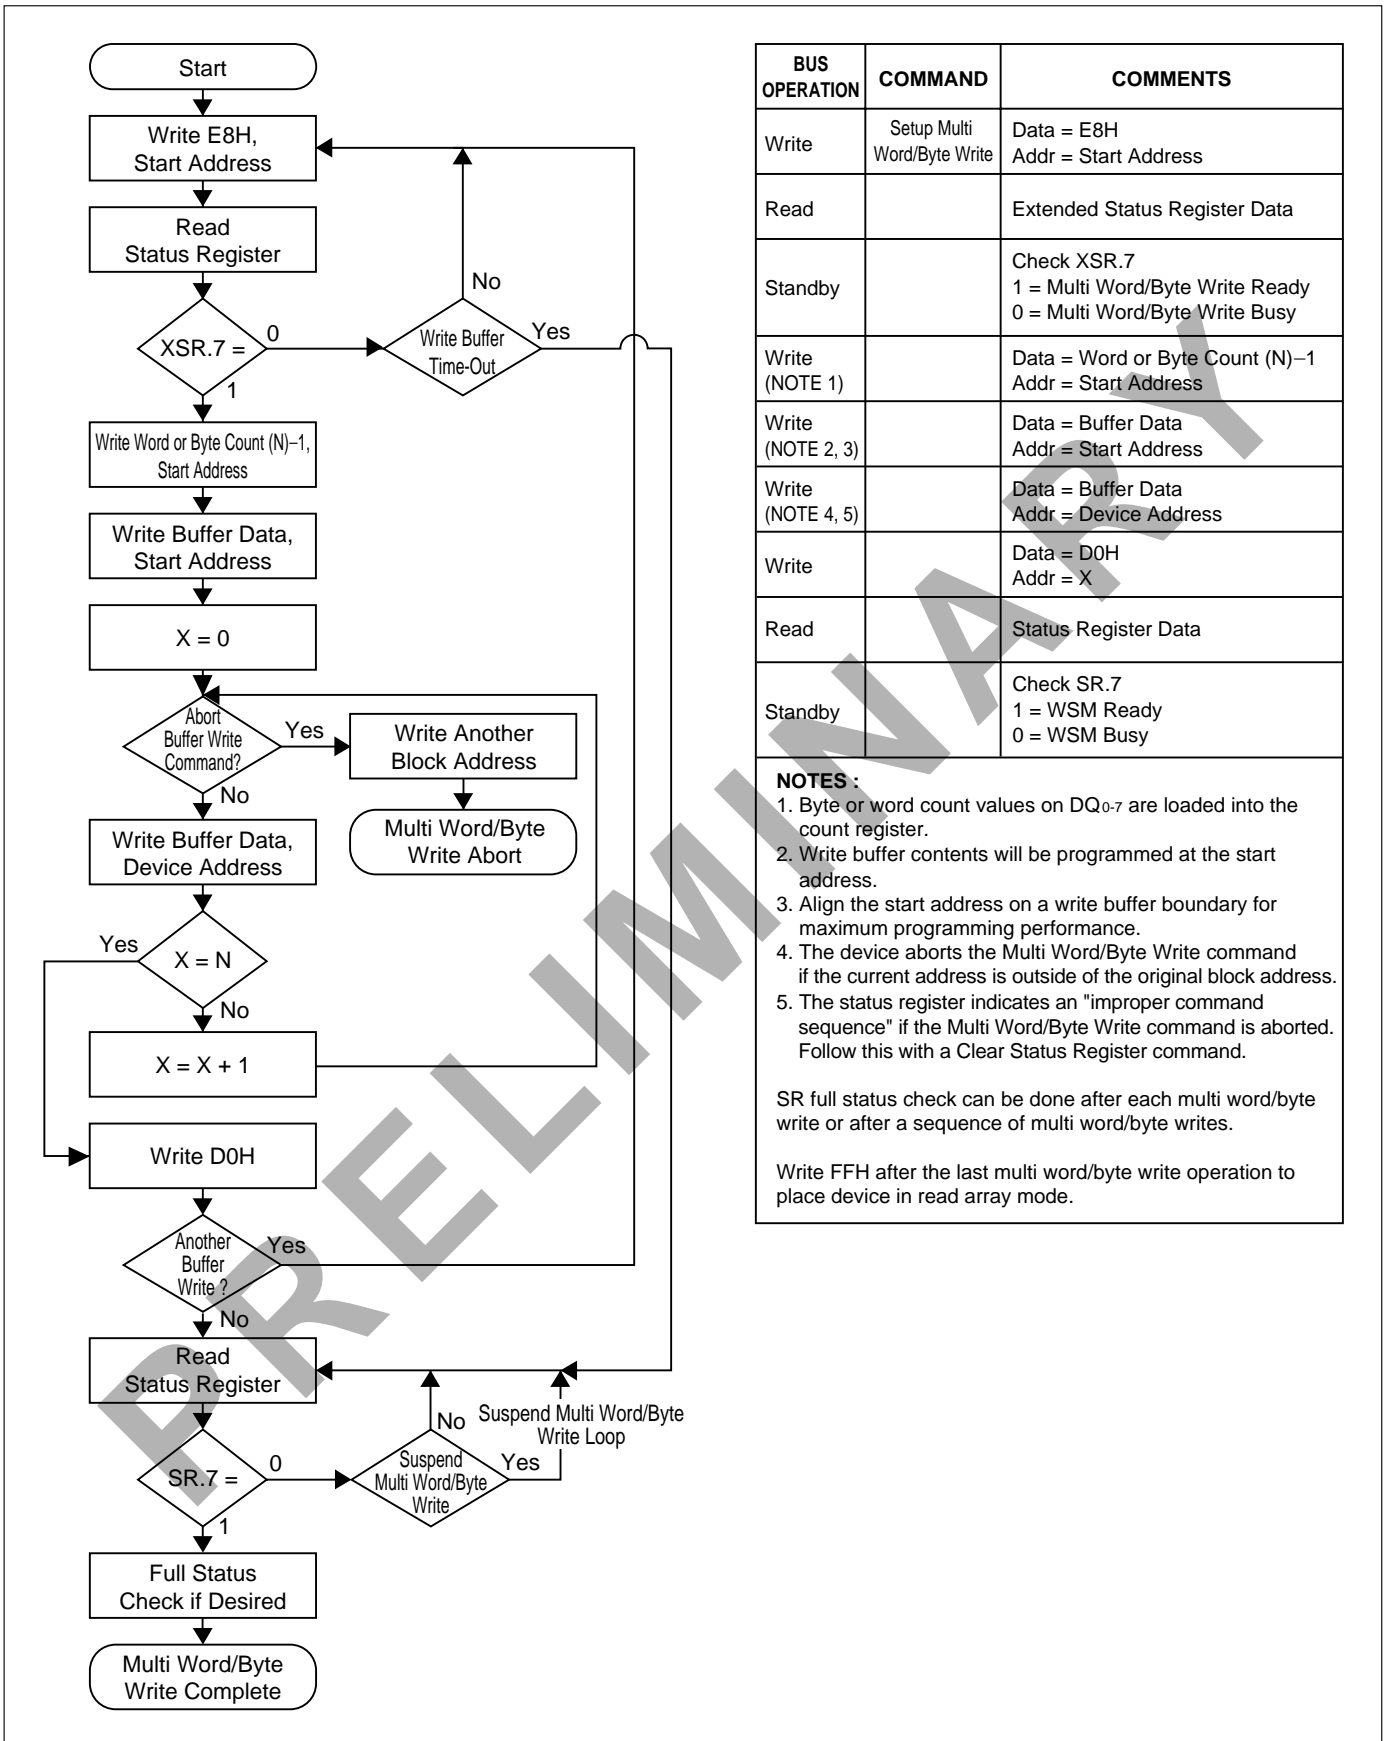 Start
Write E8H,
Start Address
Read
Status Register
No
XSR.7 =
0
Write Buffer
Time-Out
Yes
1
Write Word or Byte Count (N)−1,
Start Address
Write Buffer Data,
Start Address
X = 0
Abort
Buffer Write
Command?
Yes
Write Another
Block Address
No
Multi Word/Byte
Write Abort
Write Buffer Data,
Device Address
Yes
X = N
No
X = X + 1
Write D0H
Another
Buffer
Write ?
Yes
No
Read
Status Register
No
Suspend Multi Word/Byte
Write Loop
SR.7 =
0
Suspend
Multi Word/Byte
Write
Yes
1
Full Status
Check if Desired
Multi Word/Byte
Write Complete
BUS
OPERATION
COMMAND
COMMENTS
Write
Setup Multi
Word/Byte Write
Data = E8H
Addr = Start Address
Read
Extended Status Register Data
Standby
Check XSR.7
1 = Multi Word/Byte Write Ready
0 = Multi Word/Byte Write Busy
Write
(NOTE 1)
Data = Word or Byte Count (N)−1
Addr = Start Address
Write
(NOTE 2, 3)
Data = Buffer Data
Addr = Start Address
Write
(NOTE 4, 5)
Data = Buffer Data
Addr = Device Address
Write
Data = D0H
Addr = X
Read
Status Register Data
Standby
Check SR.7
1 = WSM Ready
0 = WSM Busy
NOTES :
1. Byte or word count values on DQ0-7 are loaded into the
count register.
2. Write buffer contents will be programmed at the start
address.
3. Align the start address on a write buffer boundary for
maximum programming performance.
4. The device aborts the Multi Word/Byte Write command
if the current address is outside of the original block address.
5. The status register indicates an "improper command
sequence" if the Multi Word/Byte Write command is aborted.
Follow this with a Clear Status Register command.
SR full status check can be done after each multi word/byte
write or after a sequence of multi word/byte writes.
Write FFH after the last multi word/byte write operation to
place device in read array mode.
PRELIMINARY